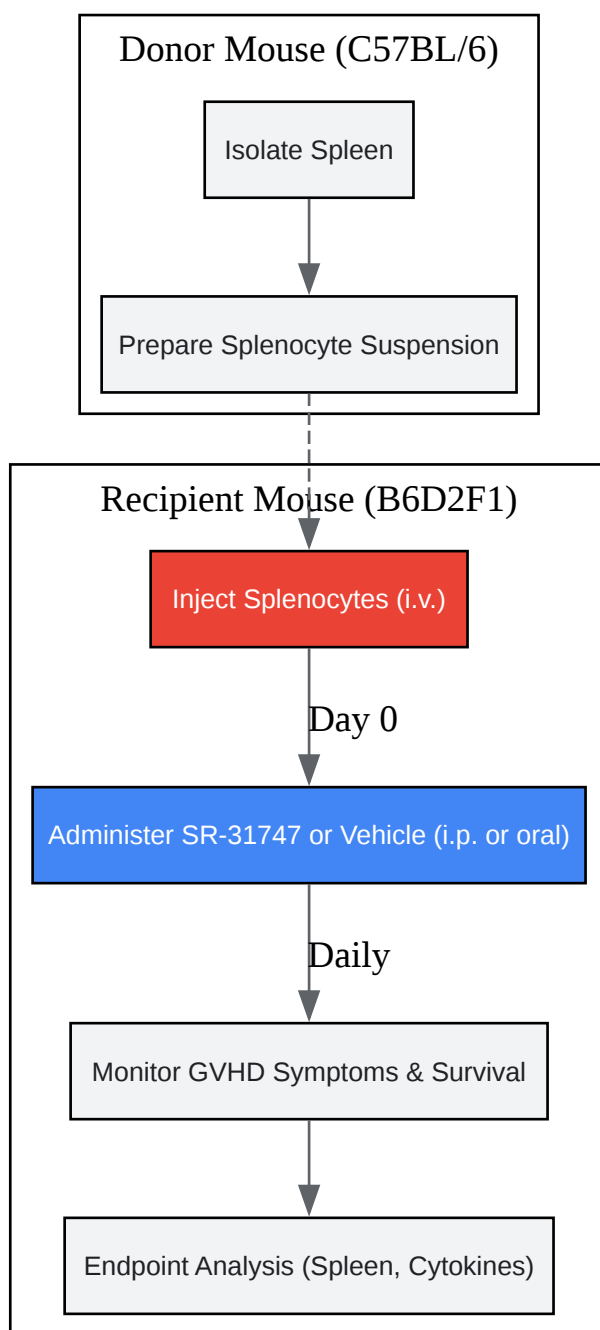 Donor Mouse (C57BL/6)
Isolate Spleen
Prepare Splenocyte Suspension
Recipient Mouse (B6D2F1)
Inject Splenocytes (i.v.)
Day 0
Administer SR-31747 or Vehicle (i.p. or oral)
Daily
Monitor GVHD Symptoms & Survival
Endpoint Analysis (Spleen, Cytokines)